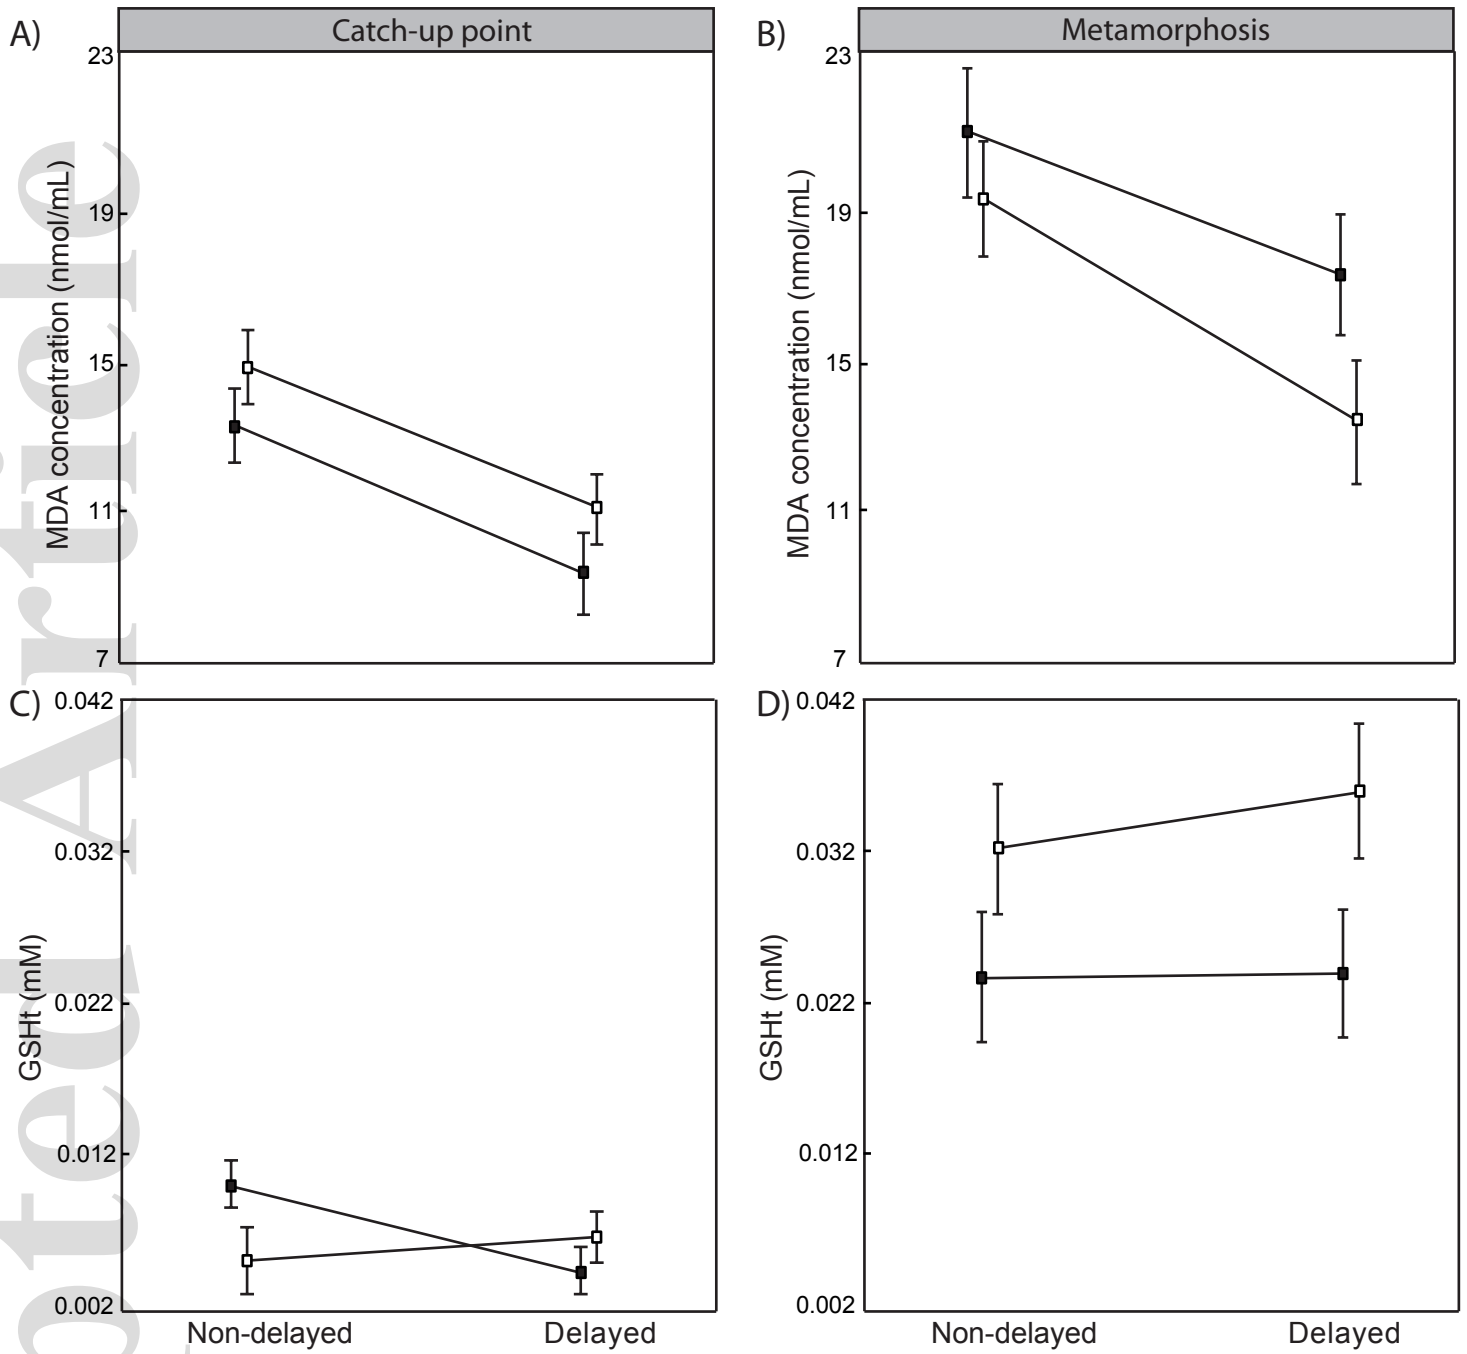 A)
Catch-up point
B)
Metamorphosis
23
19
15
11
7
MDA concentration (nmol/mL)
23
19
15
11
7
MDA concentration (nmol/mL)
C)
0.042
0.032
0.022
0.012
0.002
GSHt (mM)
Non-delayed
Delayed
D)
0.042
0.032
0.022
0.012
0.002
GSHt (mM)
Non-delayed
Delayed
oted Article